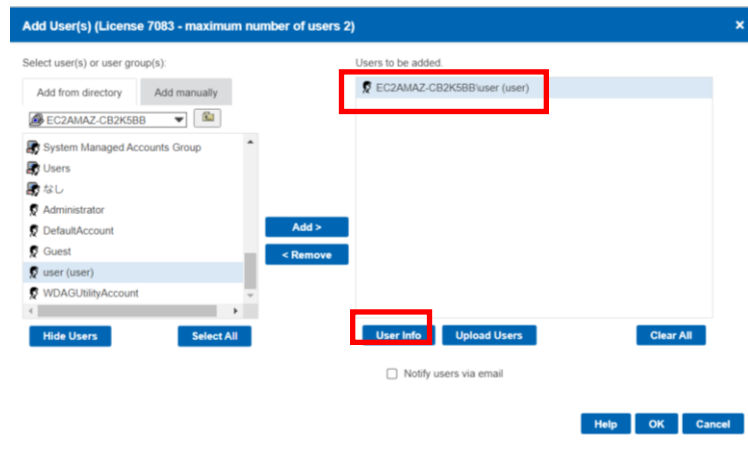 Add User(s) (License 7083 - maximum number of users 2)
×
Select user(s) or user group(s):
Users to be added.
Add from directory
Add manually
EC2AMAZ-CB2K5BB
System Managed Accounts Group
Users
なし
Administrator
DefaultAccount
Guest
user (user)
WDAGUtilityAccount
Add >
< Remove
EC2AMAZ-CB2K5BB\user (user)
Hide Users
Select All
User Info
Upload Users
Clear All
Notify users via email
Help
OK
Cancel